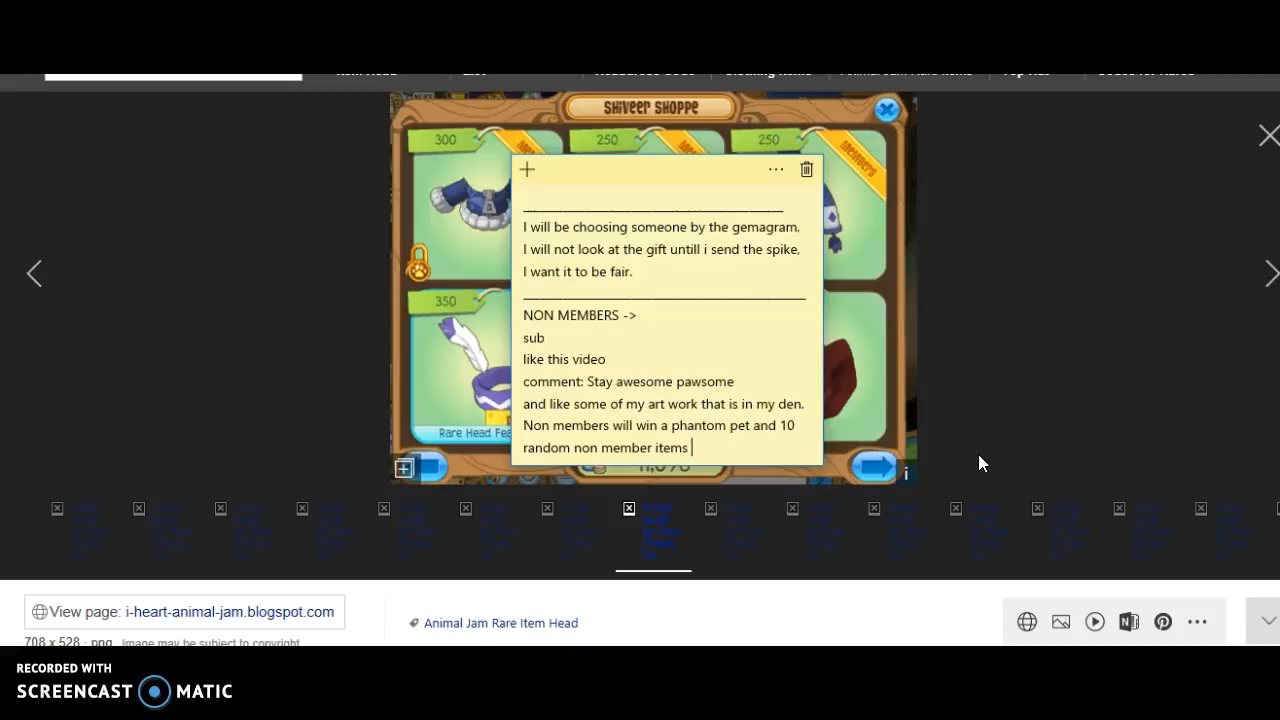 Shiveer Shoppe
300
250
250
Members
I will be choosing someone by the gemagram,
I will not look at the gift untill i send the spike,
I want it to be fair.
NON MEMBERS ->
sub
like this video
comment: Stay awesome pawsome
and like some of my art work that is in my den.
Non members will win a phantom pet and 10
random non member items
350
Rare Head Fea
View page: i-heart-animal-jam.blogspot.com
708 x 528 · png Image may be subject to copyright
Animal Jam Rare Item Head
RECORDED WITH
SCREENCAST MATIC